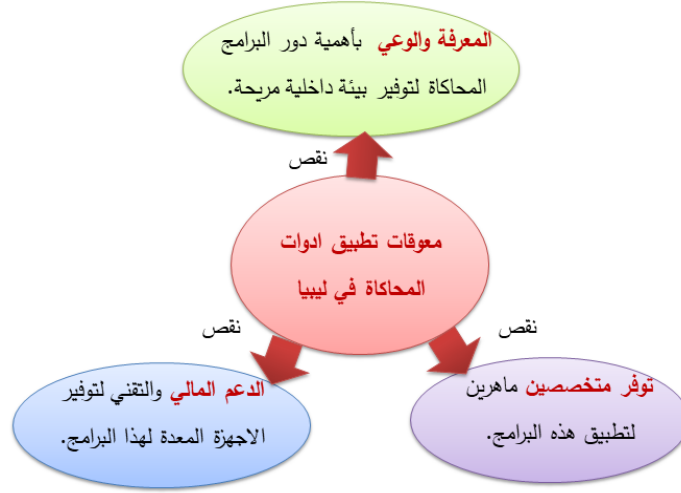 المعرفة والوعي بأهمية دور البرامج
المحاكاة لتوفير بيئة داخلية مريحة.
نقص
معوقات تطبيق ادوات
المحاكاة في ليبيا
نقص
نقص
توفر متخصصين ماهرين
لتطبيق هذه البرامج.
الدعم المالي والتقني لتوفير
الاجهزة المعدة لهذا البرامج.